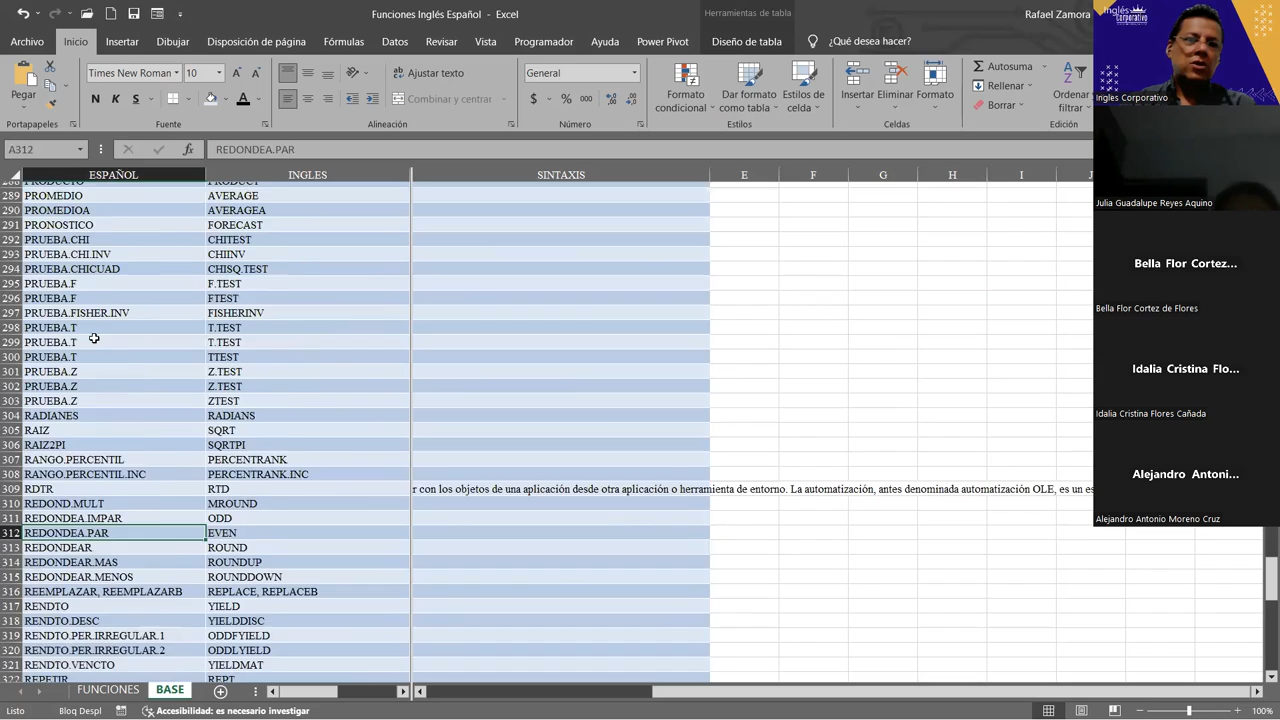 Funciones Inglés Español - Excel
Herramientas de tabla
Rafael Zamora
Archivo Inicio Insertar Dibujar Disposición de página Fórmulas Datos Revisar Vista Programador Ayuda Power Pivot Diseño de tabla ¿Qué desea hacer?
Pegar
Times New Roman 10
Ajustar texto
General
Formato condicional
Dar formato como tabla
Estilos de celda
Insertar Eliminar Formato
Autosuma
Rellenar
Borrar
Ordenar
filtrar
N K S
Combinar y centrar
$ % 000
Portapapeles Fuente Alineación Número Estilos Celdas Edición
A312 fx REDONDEA.PAR
ESPAÑOL INGLES SINTAXIS E F G H I J
288 PRODUCTO PRODUCT
289 PROMEDIO AVERAGE
290 PROMEDIOA AVERAGEA
291 PRONOSTICO FORECAST
292 PRUEBA.CHI CHITEST
293 PRUEBA.CHI.INV CHIINV
294 PRUEBA.CHICUAD CHISQ.TEST
295 PRUEBA.F F.TEST
296 PRUEBA.F FTEST
297 PRUEBA.FISHER.INV FISHERINV
298 PRUEBA.T T.TEST
299 PRUEBA.T T.TEST
300 PRUEBA.T TTEST
301 PRUEBA.Z Z.TEST
302 PRUEBA.Z Z.TEST
303 PRUEBA.Z ZTEST
304 RADIANES RADIANS
305 RAIZ SQRT
306 RAIZ2PI SQRTPI
307 RANGO.PERCENTIL PERCENTRANK
308 RANGO.PERCENTIL.INC PERCENTRANK.INC
309 RDTR RTD r con los objetos de una aplicación desde otra aplicación o herramienta de entorno. La automatización, antes denominada automatización OLE, es un es
310 REDOND.MULT MROUND
311 REDONDEA.IMPAR ODD
312 REDONDEA.PAR EVEN
313 REDONDEAR ROUND
314 REDONDEAR.MAS ROUNDUP
315 REDONDEAR.MENOS ROUNDDOWN
316 REEMPLAZAR, REEMPLAZARB REPLACE, REPLACEB
317 RENDTO YIELD
318 RENDTO.DESC YIELDDISC
319 RENDTO.PER.IRREGULAR.1 ODDFYIELD
320 RENDTO.PER.IRREGULAR.2 ODDLYIELD
321 RENDTO.VENCTO YIELDMAT
322 REPETIR REPT
FUNCIONES BASE
Listo Bloq Despl Accesibilidad: es necesario investigar 100%
Inglés
Corporativo
Ingles Corporativo
Julia Guadalupe Reyes Aquino
Bella Flor Cortez...
Bella Flor Cortez de Flores
Idalia Cristina Flo...
Idalia Cristina Flores Cañada
Alejandro Antoni...
Alejandro Antonio Moreno Cruz